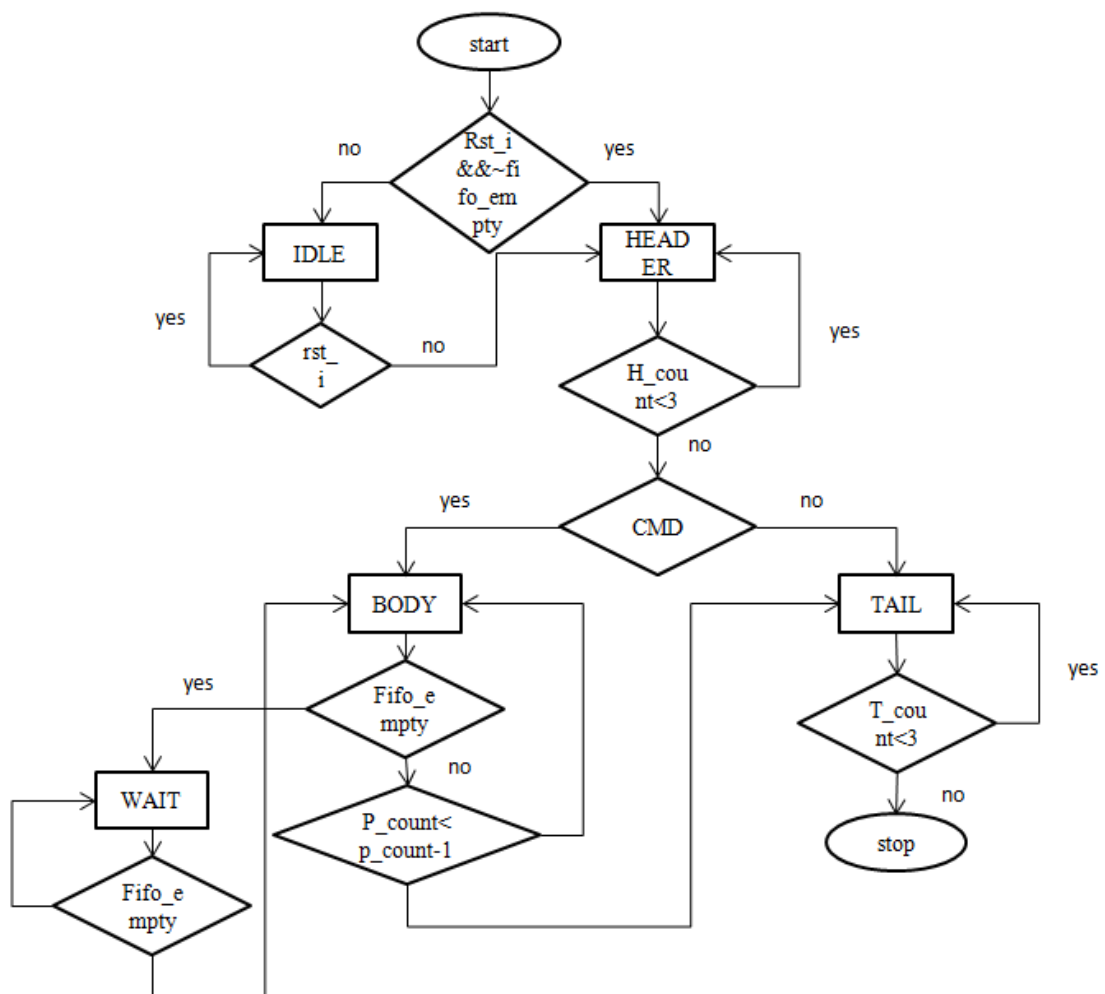 start
Rst_i
&&~fi
fo_em
pty
no
yes
IDLE
HEAD
ER
yes
rst_
i
no
H_cou
nt<3
yes
no
yes
CMD
no
BODY
TAIL
yes
Fifo_e
mpty
T_cou
nt<3
yes
no
WAIT
P_count<
p_count-1
no
stop
Fifo_e
mpty